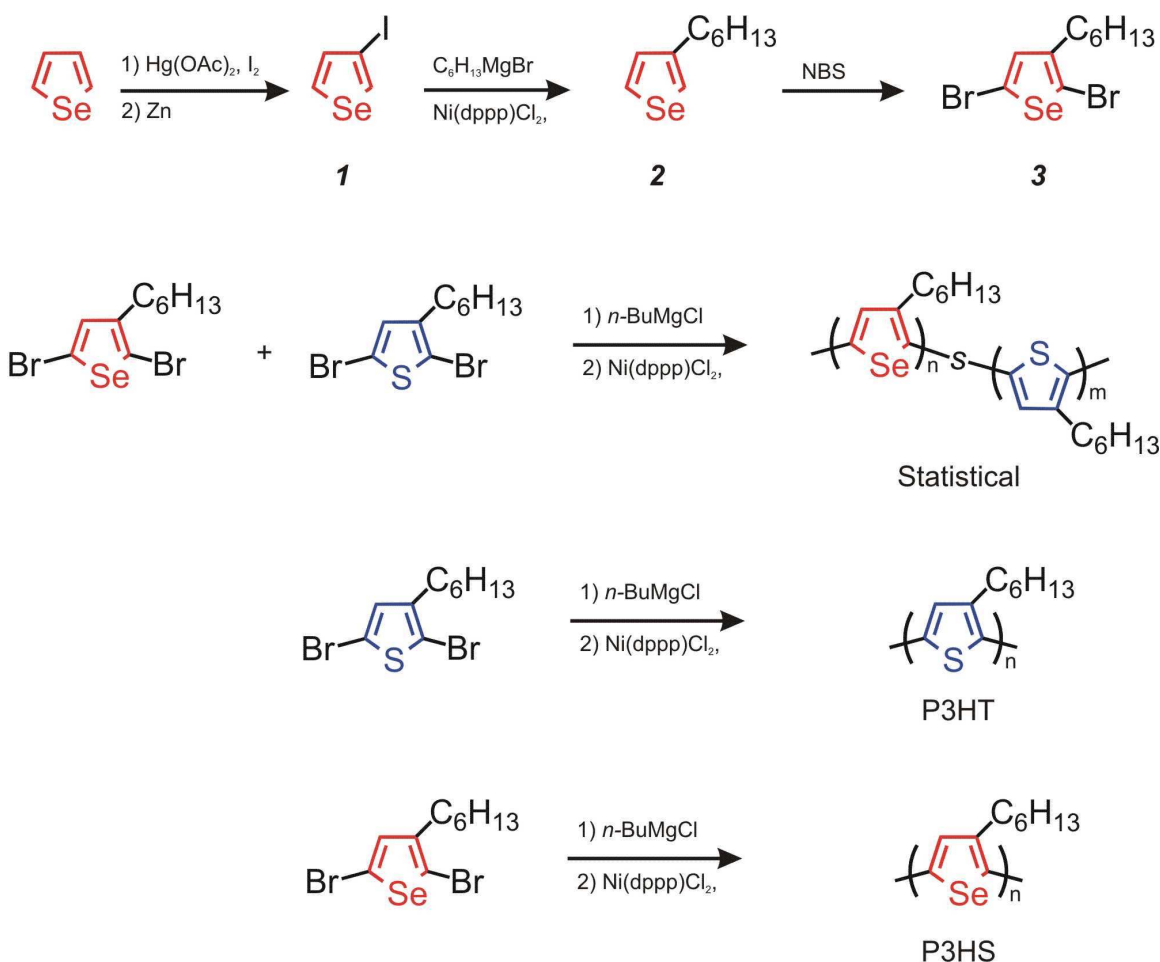 1) Hg(OAc)₂, I₂
2) Zn
Se
I
Se
C₆H₁₃MgBr
Ni(dppp)Cl₂,
C₆H₁₃
Se
NBS
C₆H₁₃
Br
Se
Br
1
2
3
C₆H₁₃
Br
Se
Br
+
C₆H₁₃
Br
S
Br
1) n-BuMgCl
2) Ni(dppp)Cl₂,
C₆H₁₃
( Se )n
S
( S )m
C₆H₁₃
Statistical
C₆H₁₃
Br
S
Br
1) n-BuMgCl
2) Ni(dppp)Cl₂,
C₆H₁₃
( S )n
P3HT
C₆H₁₃
Br
Se
Br
1) n-BuMgCl
2) Ni(dppp)Cl₂,
C₆H₁₃
( Se )n
P3HS